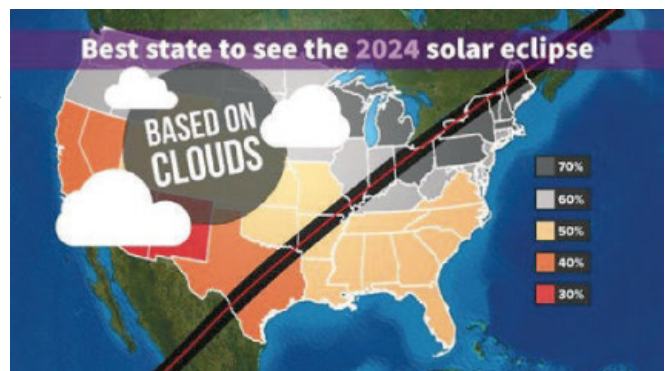 Best state to see the 2024 solar eclipse
BASED ON
CLOUDS
70%
60%
50%
40%
30%